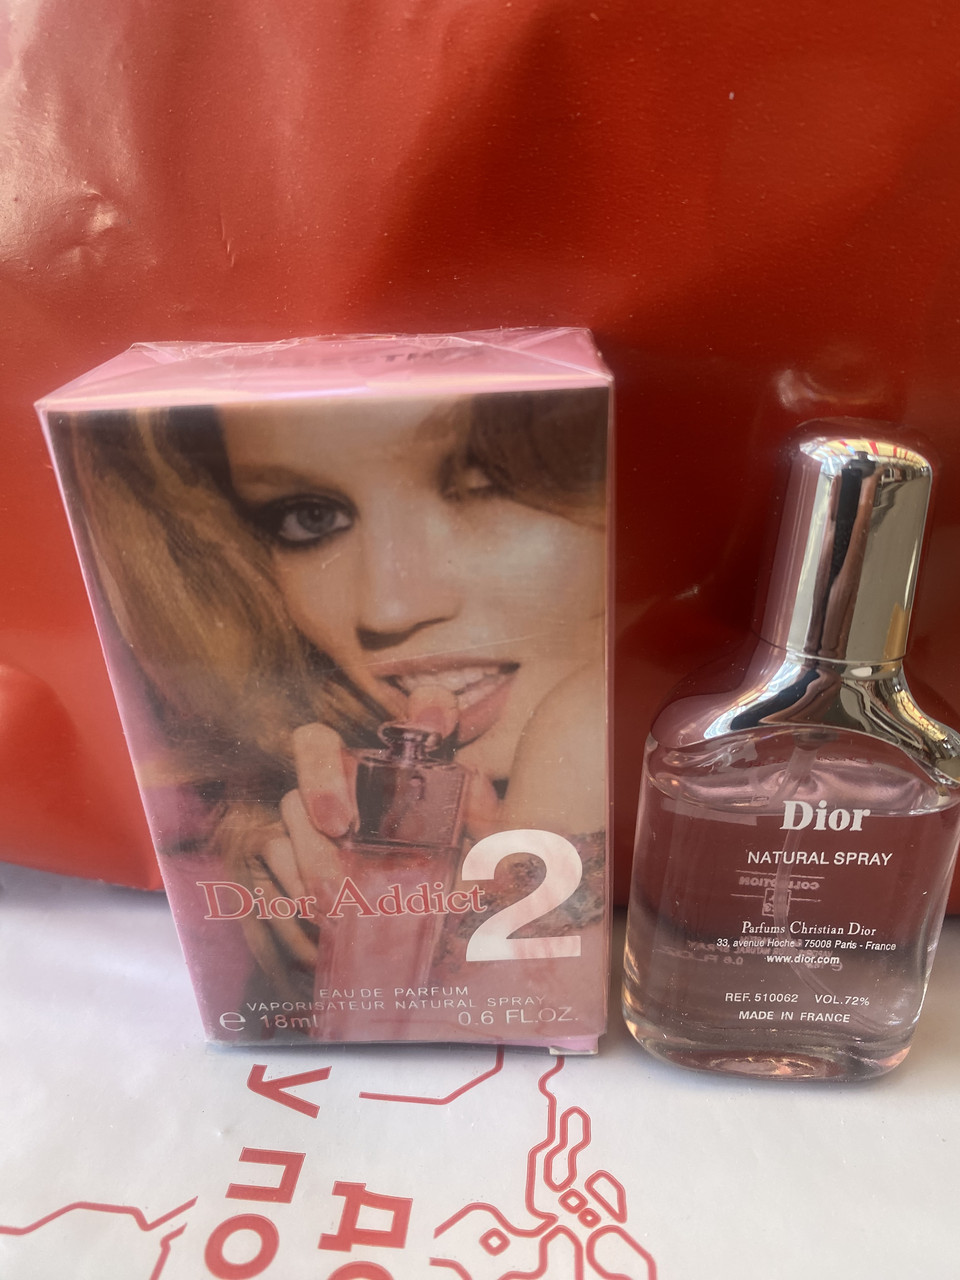 Dior Addict
2
EAU DE PARFUM
VAPORISATEUR NATURAL SPRAY
℮ 18ml 0.6 FL.OZ.
Dior
NATURAL SPRAY
COLLECTION
Parfums Christian Dior
33, avenue Hoche - 75008 Paris - France
www.dior.com
REF. 510062 VOL.72%
MADE IN FRANCE